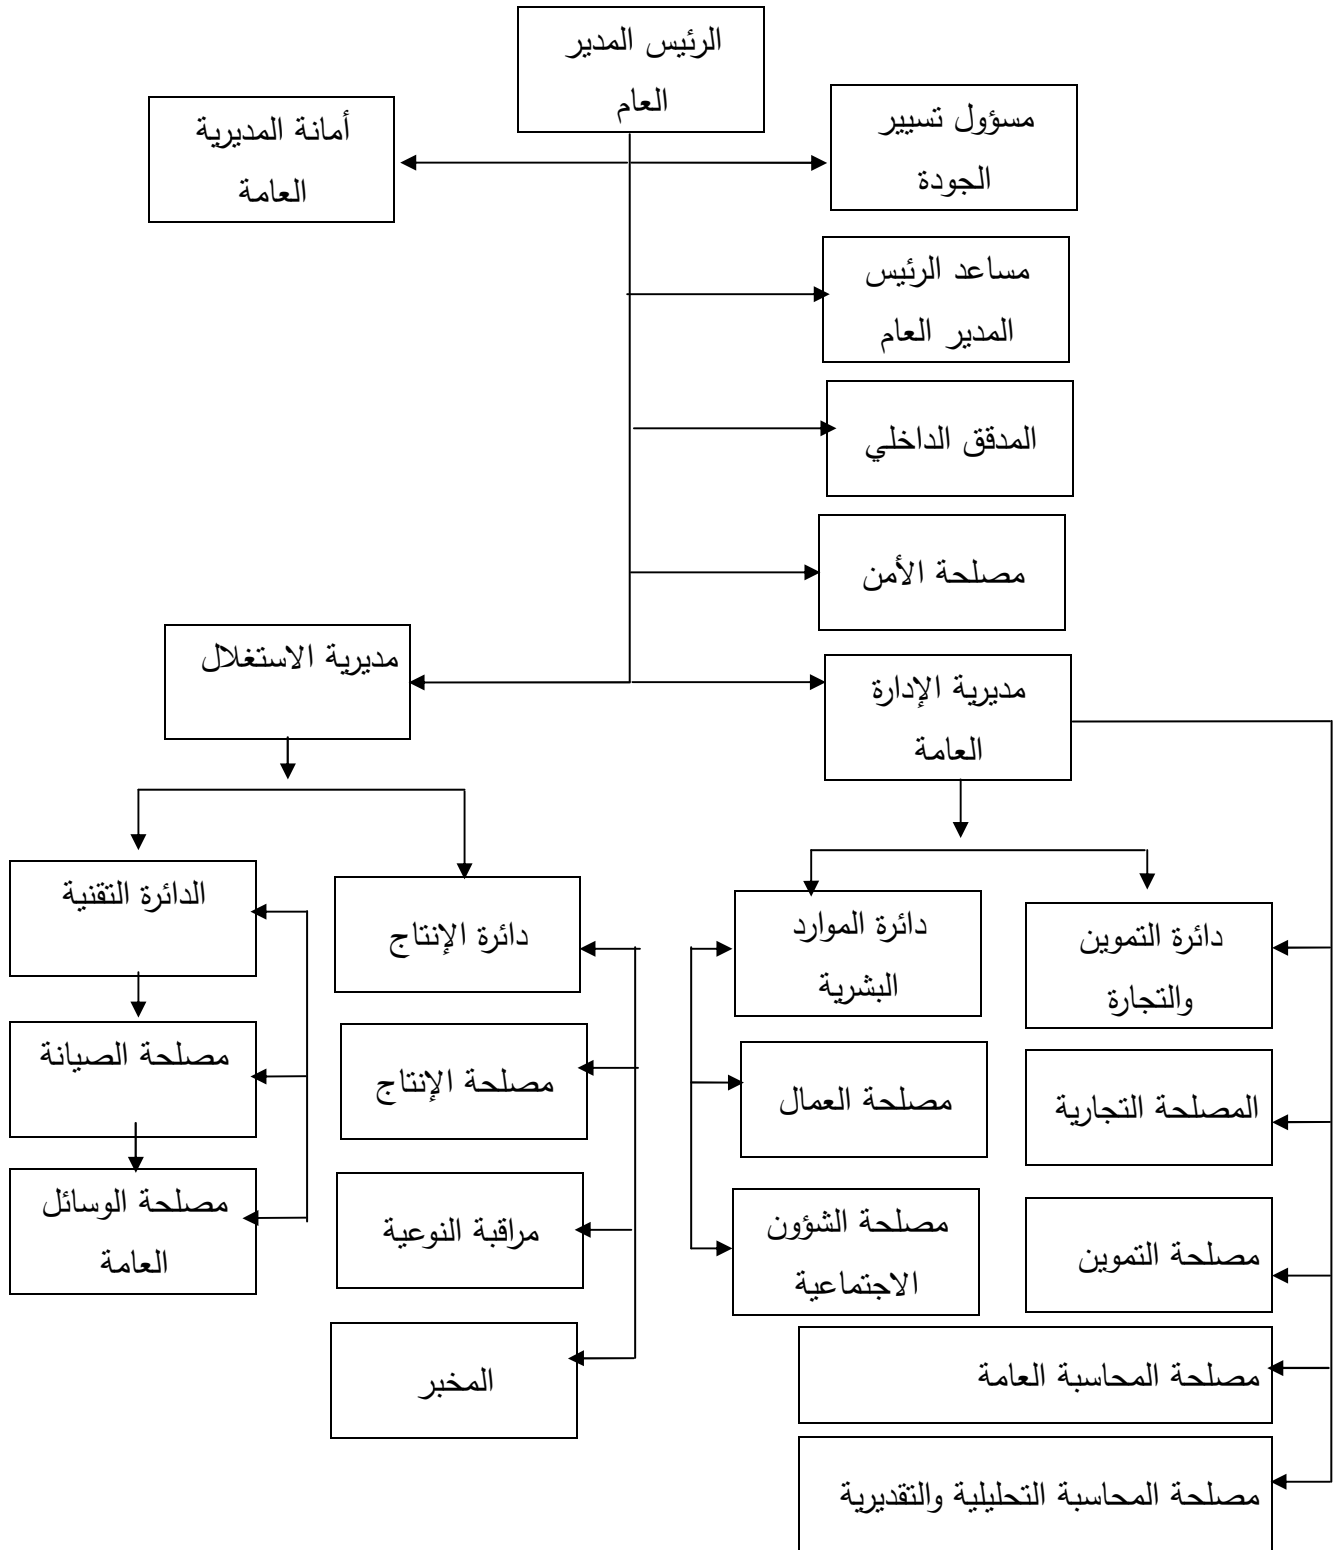 الرئيس المدير
العام
أمانة المديرية
العامة
مسؤول تسيير
الجودة
مساعد الرئيس
المدير العام
المدقق الداخلي
مصلحة الأمن
مديرية الاستغلال
مديرية الإدارة
العامة
الدائرة التقنية
دائرة الإنتاج
دائرة الموارد
البشرية
دائرة التموين
والتجارة
مصلحة الصيانة
مصلحة الإنتاج
مصلحة العمال
المصلحة التجارية
مصلحة الوسائل
العامة
مراقبة النوعية
مصلحة الشؤون
الاجتماعية
مصلحة التموين
المخبر
مصلحة المحاسبة العامة
مصلحة المحاسبة التحليلية والتقديرية